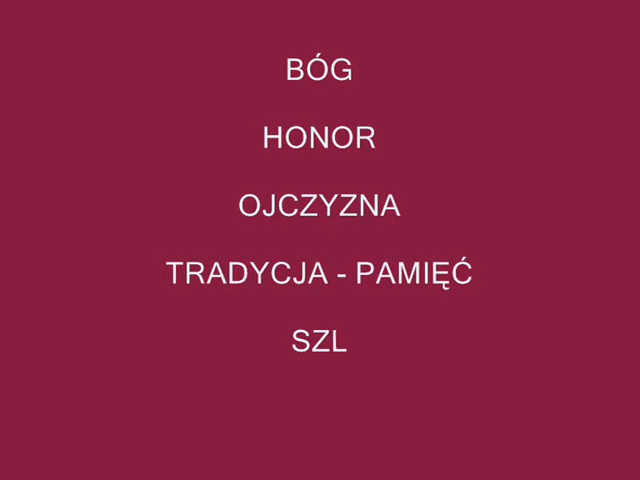 BÓG
HONOR
OJCZYZNA
TRADYCJA - PAMIĘĆ
SZL